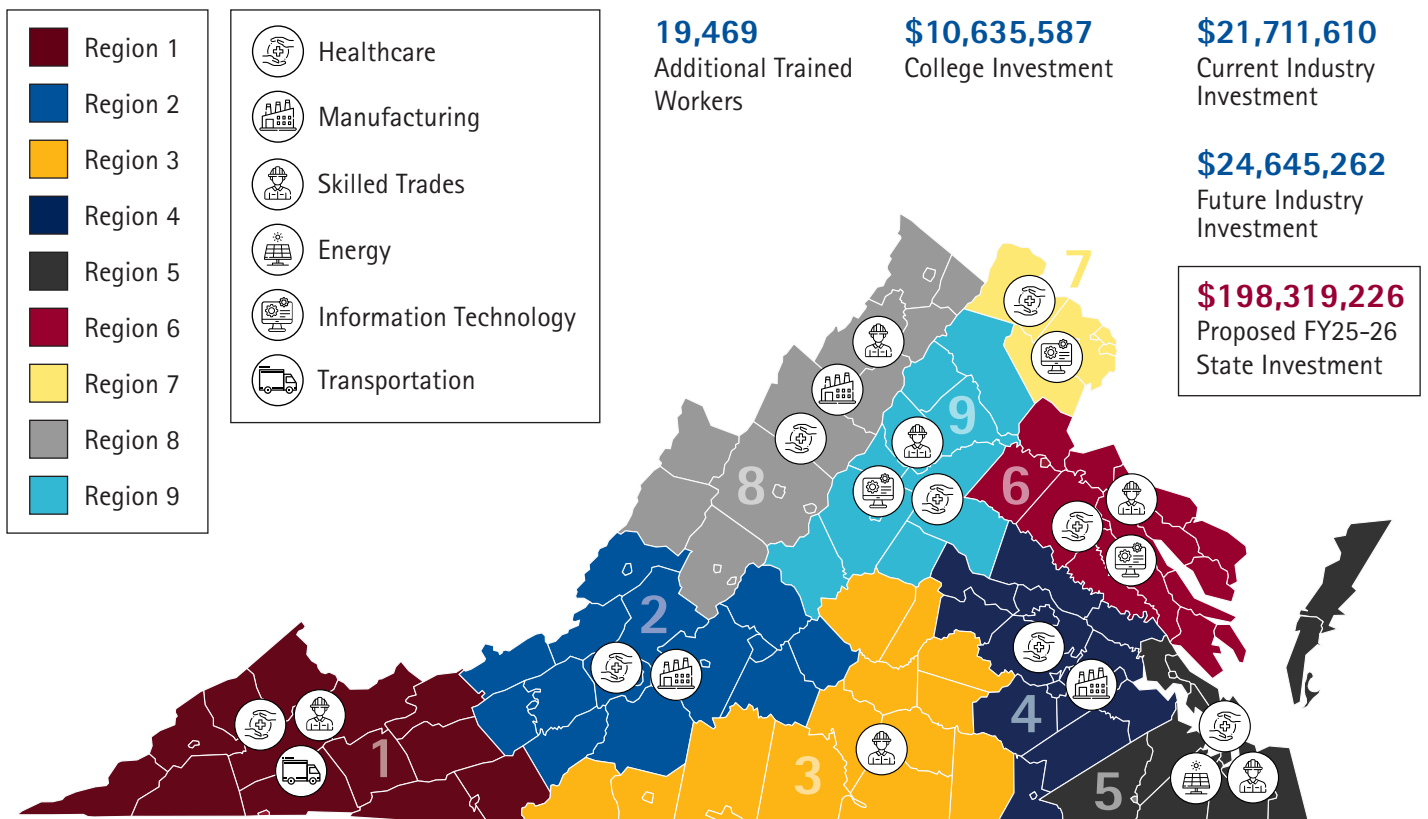 Region 1
Region 2
Region 3
Region 4
Region 5
Region 6
Region 7
Region 8
Region 9
Healthcare
Manufacturing
Skilled Trades
Energy
Information Technology
Transportation
19,469
Additional Trained
Workers
$10,635,587
College Investment
$21,711,610
Current Industry
Investment
$24,645,262
Future Industry
Investment
$198,319,226
Proposed FY25-26
State Investment
7
9
8
6
2
4
1
3
5